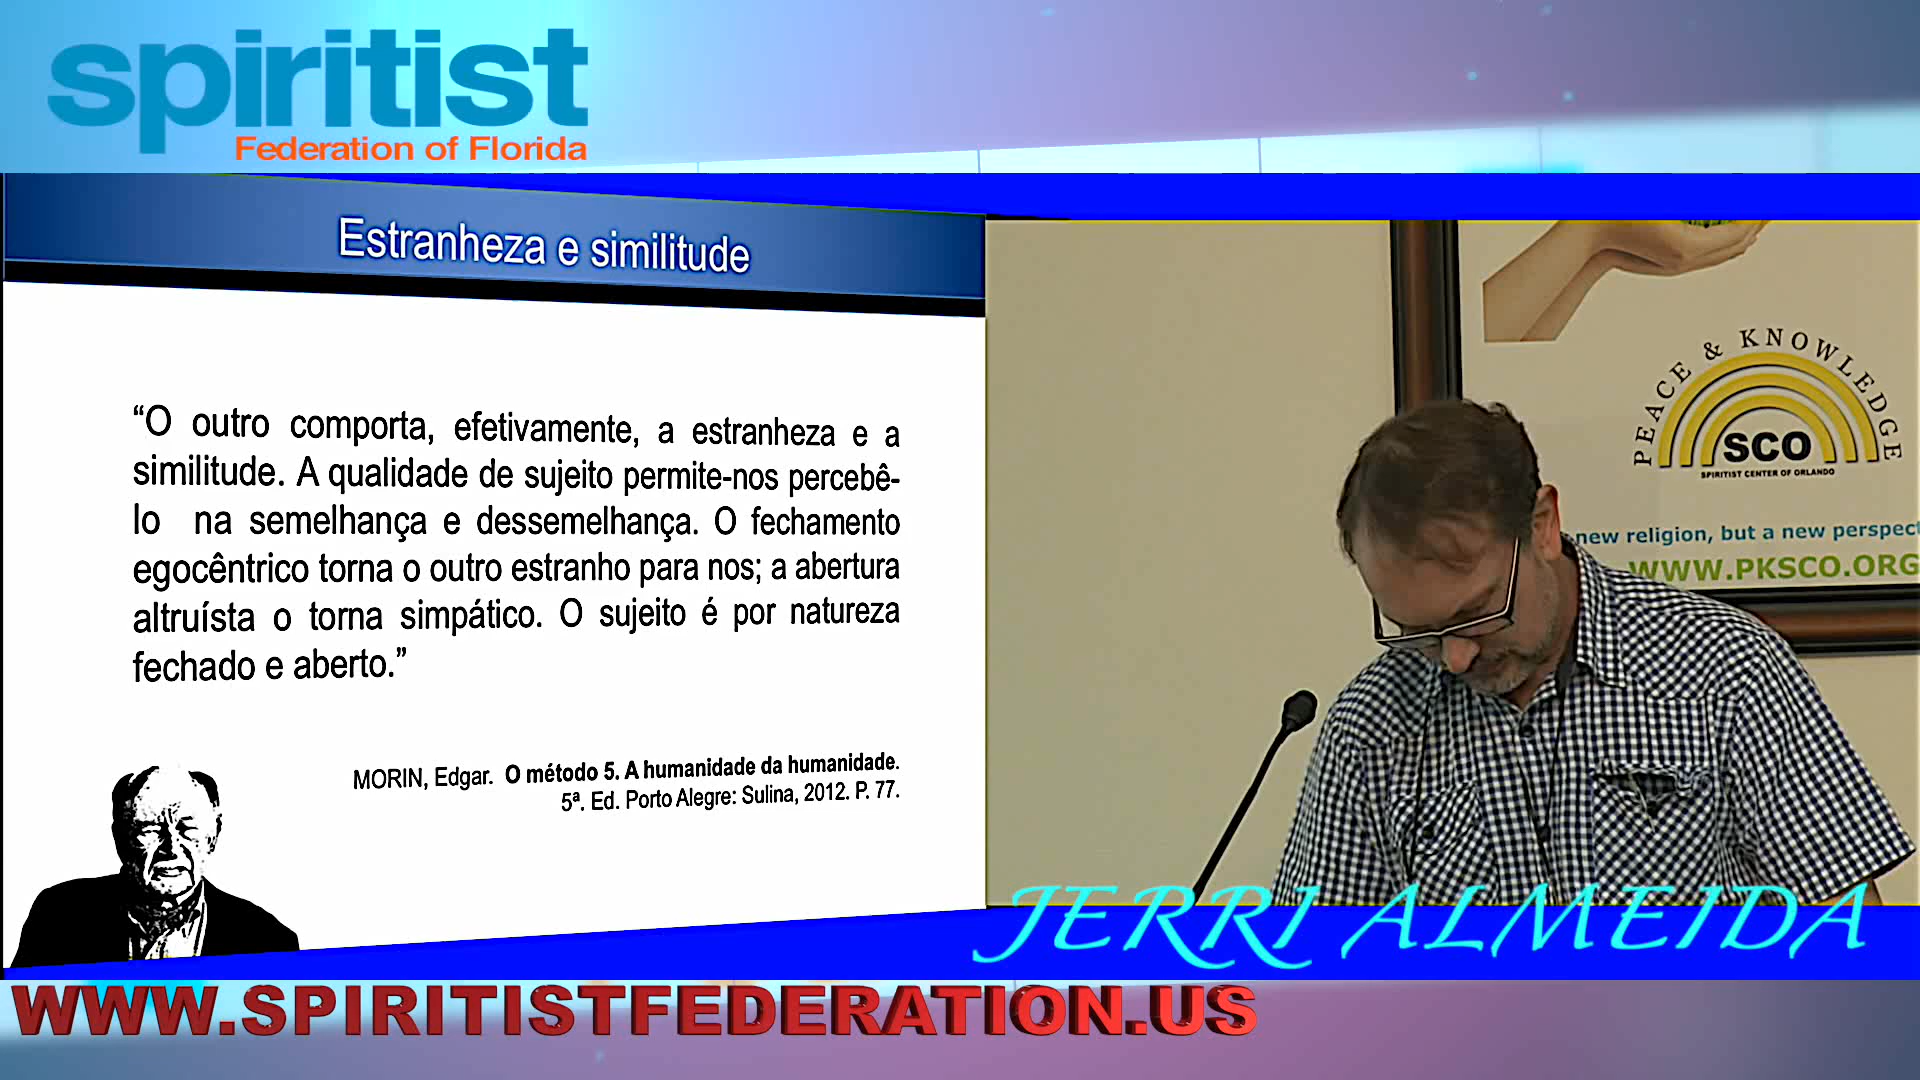 spiritist
Federation of Florida
Estranheza e similitude
“O outro comporta, efetivamente, a estranheza e a
similitude. A qualidade de sujeito permite-nos percebê-
lo na semelhança e dessemelhança. O fechamento
egocêntrico torna o outro estranho para nos; a abertura
altruísta o torna simpático. O sujeito é por natureza
fechado e aberto.”
MORIN, Edgar. O método 5. A humanidade da humanidade.
5ª. Ed. Porto Alegre: Sulina, 2012. P. 77.
PEACE & KNOWLEDGE
SCO
SPIRITIST CENTER OF ORLANDO
new religion, but a new perspect
WWW.PKSCO.ORG
JERRI ALMEIDA
WWW.SPIRITISTFEDERATION.US